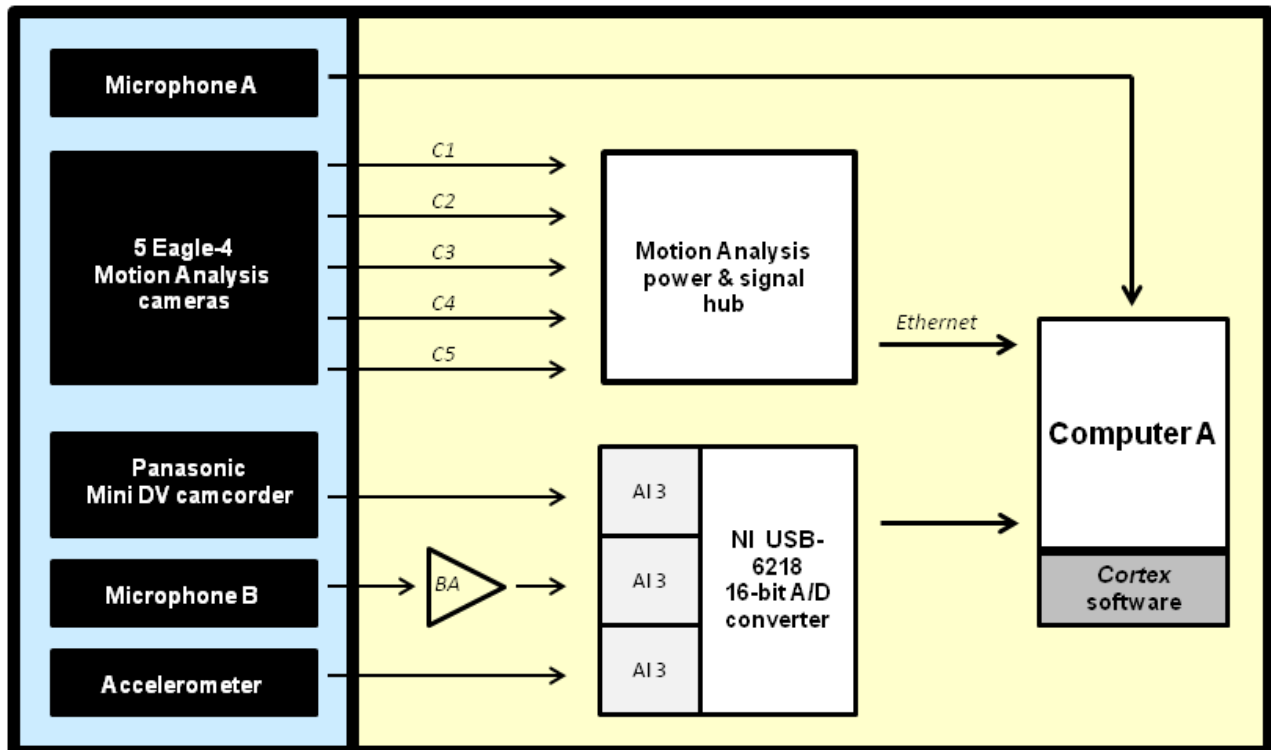 Microphone A
C1
C2
C3
C4
C5
5 Eagle-4
Motion Analysis
cameras
Motion Analysis
power & signal
hub
Ethernet
Computer A
Cortex
software
Panasonic
Mini DV camcorder
AI 3
Microphone B
BA
AI 3
Accelerometer
AI 3
NI USB-
6218
16-bit A/D
converter